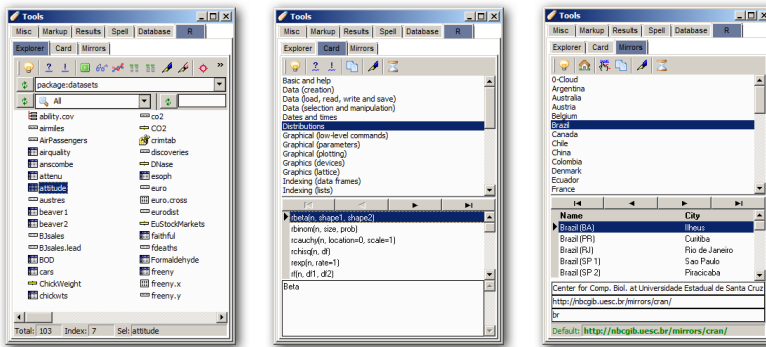 Tools
Misc Markup Results Spell Database R
Explorer Card Mirrors
package:datasets
All
ability.cov co2
airmiles CO2
AirPassengers crimtab
airquality discoveries
anscombe DNase
attenu esoph
attitude euro
austres euro.cross
beaver1 eurodist
beaver2 EuStockMarkets
BJsales faithful
BJsales.lead fdeaths
BOD Formaldehyde
cars freeny
ChickWeight freeny.x
chickwts freeny.y
Total: 103 Index: 7 Sel: attitude
Tools
Misc Markup Results Spell Database R
Explorer Card Mirrors
Basic and help
Data (creation)
Data (load, read, write and save)
Data (selection and manipulation)
Dates and times
Distributions
Graphical (low-level commands)
Graphical (parameters)
Graphical (plotting)
Graphics (devices)
Graphics (lattice)
Indexing (data frames)
Indexing (lists)
rbeta(n, shape1, shape2)
rbinom(n, size, prob)
rcauchy(n, location=0, scale=1)
rchisq(n, df)
rexp(n, rate=1)
rf(n, df1, df2)
Beta
Tools
Misc Markup Results Spell Database R
Explorer Card Mirrors
0-Cloud
Argentina
Australia
Austria
Belgium
Brazil
Canada
Chile
China
Colombia
Denmark
Ecuador
France
Name City
Brazil (BA) Ilheus
Brazil (PR) Curitiba
Brazil (RJ) Rio de Janeiro
Brazil (SP 1) Sao Paulo
Brazil (SP 2) Piracicaba
Center for Comp. Biol. at Universidade Estadual de Santa Cruz
http://nbcgib.uesc.br/mirrors/cran/
br
Default: http://nbcgib.uesc.br/mirrors/cran/